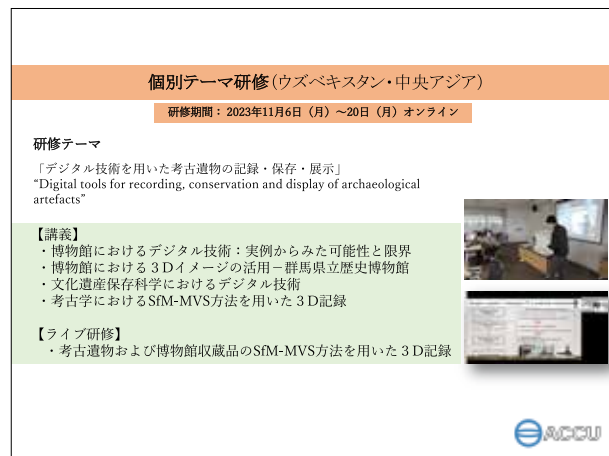 個別テーマ研修(ウズベキスタン・中央アジア)
研修期間： 2023年11月6日（月）～20日（月）オンライン
研修テーマ
「デジタル技術を用いた考古遺物の記録・保存・展示」
“Digital tools for recording, conservation and display of archaeological
artefacts”
【講義】
・博物館におけるデジタル技術：実例からみた可能性と限界
・博物館における３Dイメージの活用－群馬県立歴史博物館
・文化遺産保存科学におけるデジタル技術
・考古学におけるSfM-MVS方法を用いた３D記録
【ライブ研修】
・考古遺物および博物館収蔵品のSfM-MVS方法を用いた３D記録
ACCU